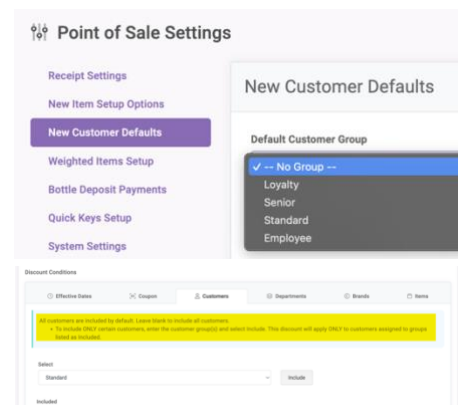 Point of Sale Settings
Receipt Settings
New Item Setup Options
New Customer Defaults
Weighted Items Setup
Bottle Deposit Payments
Quick Keys Setup
System Settings
New Customer Defaults
Default Customer Group
✓ -- No Group --
Loyalty
Senior
Standard
Employee
Discount Conditions
Effective Dates
Coupon
Customers
Departments
Brands
Items
All customers are included by default. Leave blank to include all customers.
• To include ONLY certain customers, enter the customer group(s) and select Include. This discount will apply ONLY to customers assigned to groups
listed as included.
Select
Standard
Include
Included